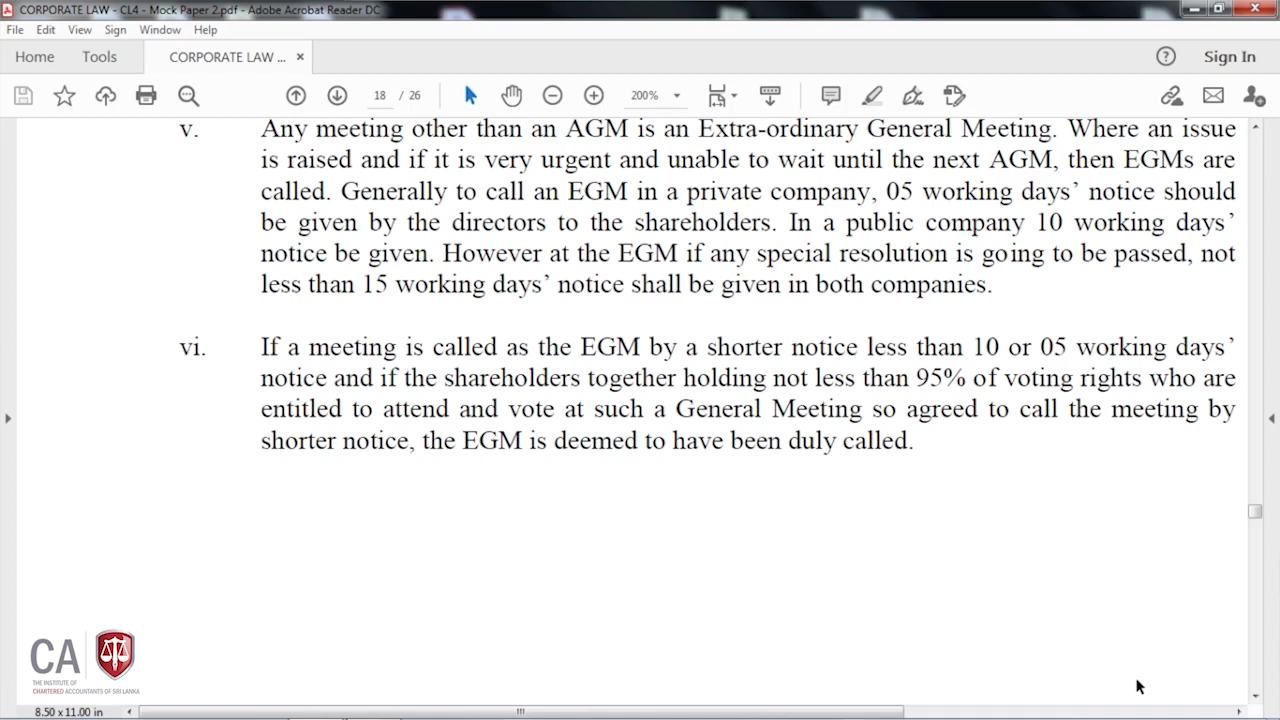 CORPORATE LAW - CL4 - Mock Paper 2.pdf - Adobe Acrobat Reader DC
File Edit View Sign Window Help
Home Tools CORPORATE LAW ... × Sign In
18 / 26 200%
v. Any meeting other than an AGM is an Extra-ordinary General Meeting. Where an issue
is raised and if it is very urgent and unable to wait until the next AGM, then EGMs are
called. Generally to call an EGM in a private company, 05 working days’ notice should
be given by the directors to the shareholders. In a public company 10 working days’
notice be given. However at the EGM if any special resolution is going to be passed, not
less than 15 working days’ notice shall be given in both companies.
vi. If a meeting is called as the EGM by a shorter notice less than 10 or 05 working days’
notice and if the shareholders together holding not less than 95% of voting rights who are
entitled to attend and vote at such a General Meeting so agreed to call the meeting by
shorter notice, the EGM is deemed to have been duly called.
CA
THE INSTITUTE OF
CHARTERED ACCOUNTANTS OF SRI LANKA
8.50 x 11.00 in